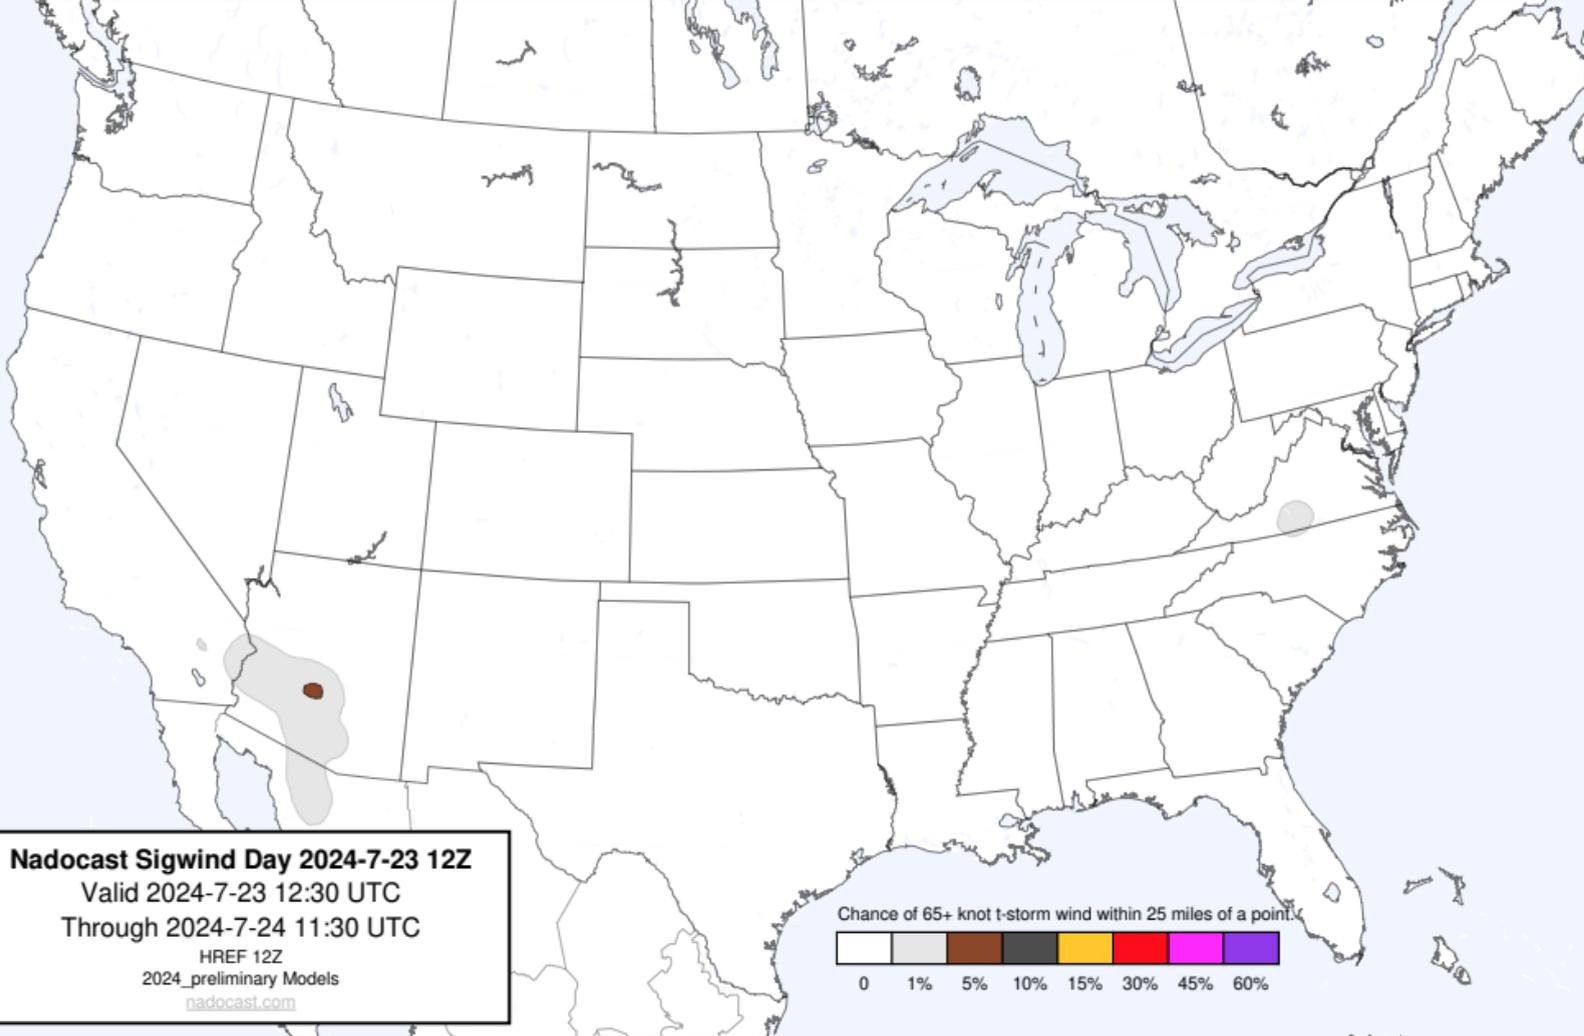 Nadocast Sigwind Day 2024-7-23 12Z
Valid 2024-7-23 12:30 UTC
Through 2024-7-24 11:30 UTC
HREF 12Z
2024_preliminary Models
nadocast.com
Chance of 65+ knot t-storm wind within 25 miles of a point.
0 1% 5% 10% 15% 30% 45% 60%